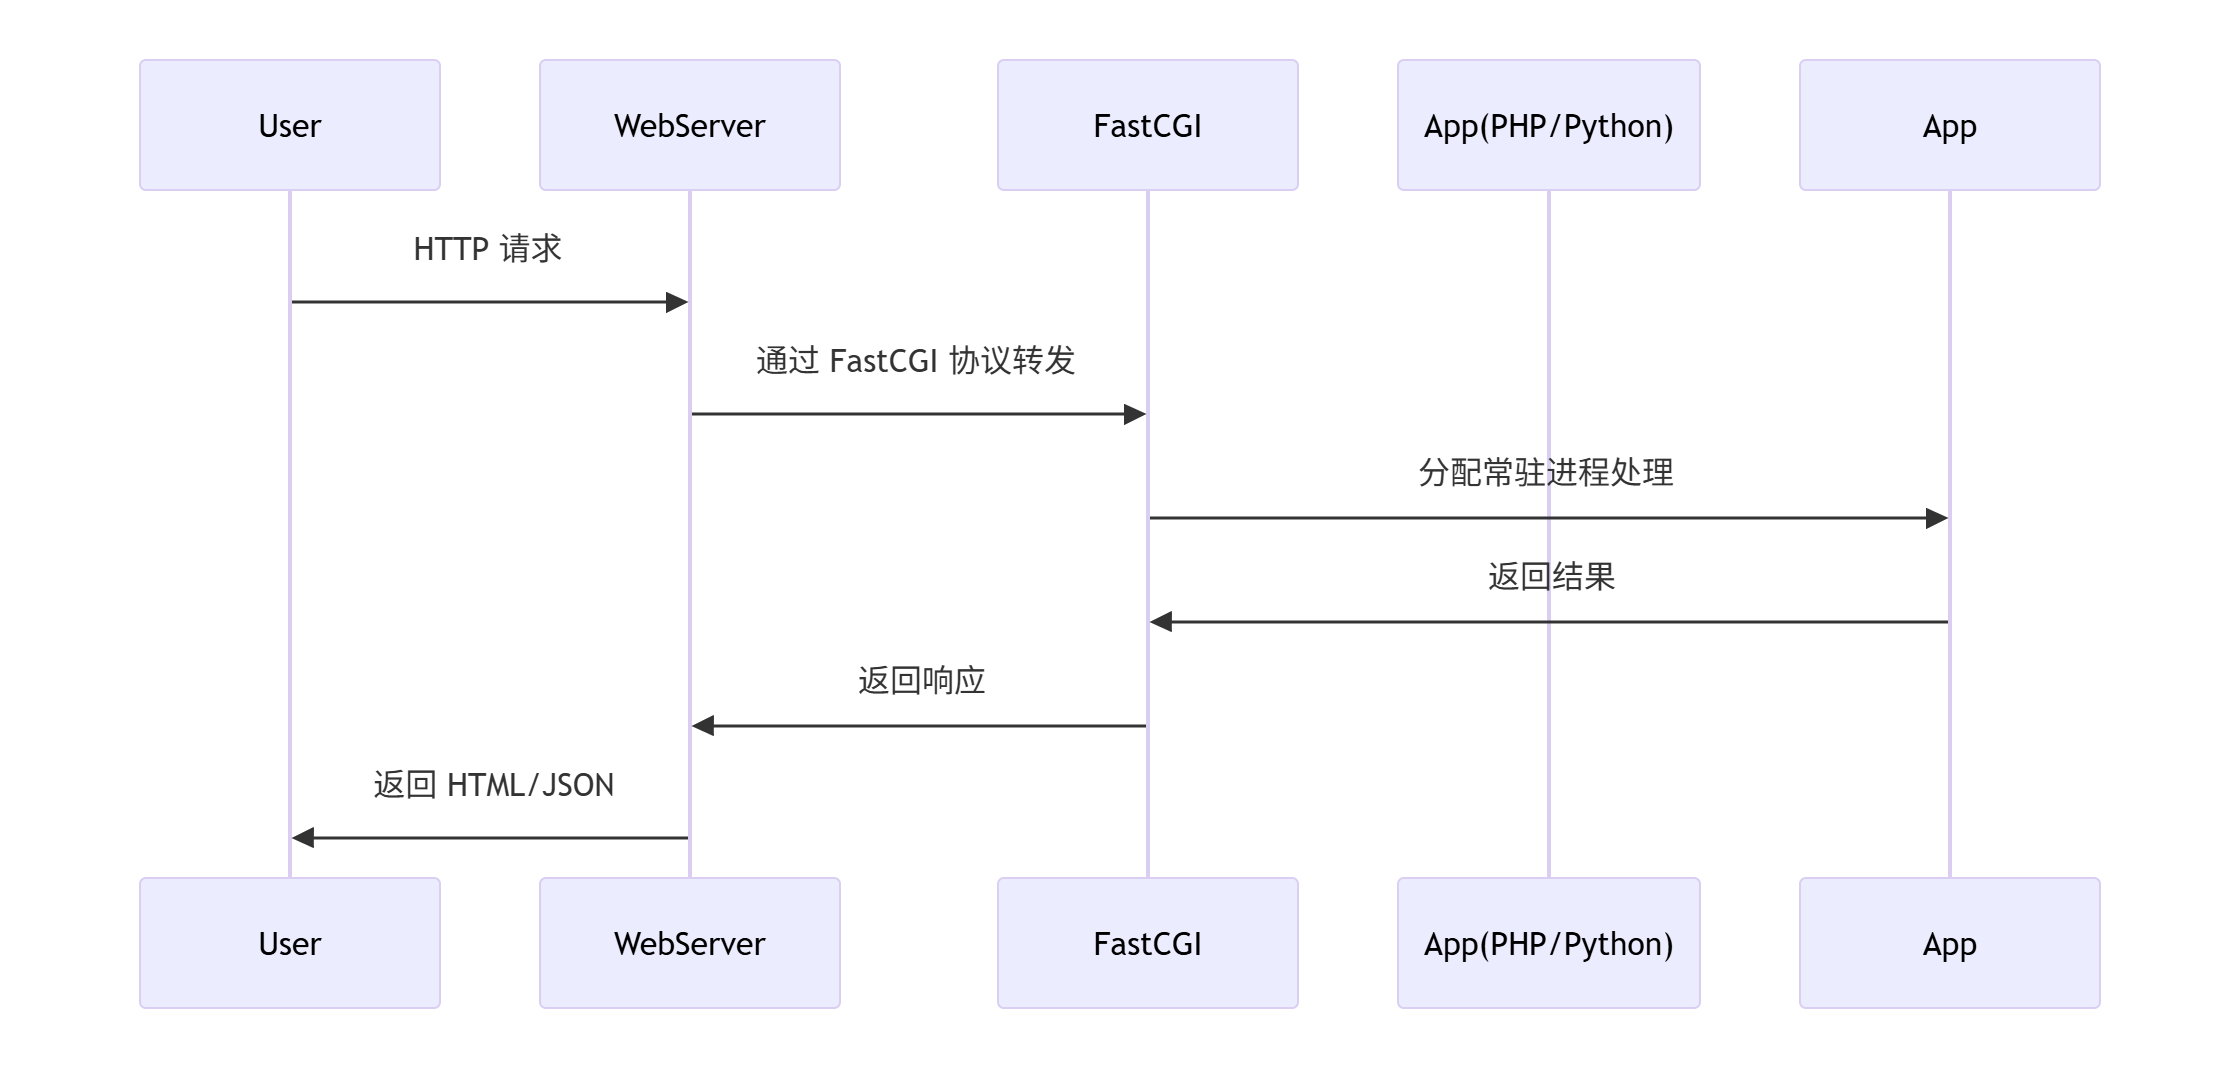 User
WebServer
FastCGI
App(PHP/Python)
App
HTTP 请求
通过 FastCGI 协议转发
分配常驻进程处理
返回结果
返回响应
返回 HTML/JSON
User
WebServer
FastCGI
App(PHP/Python)
App